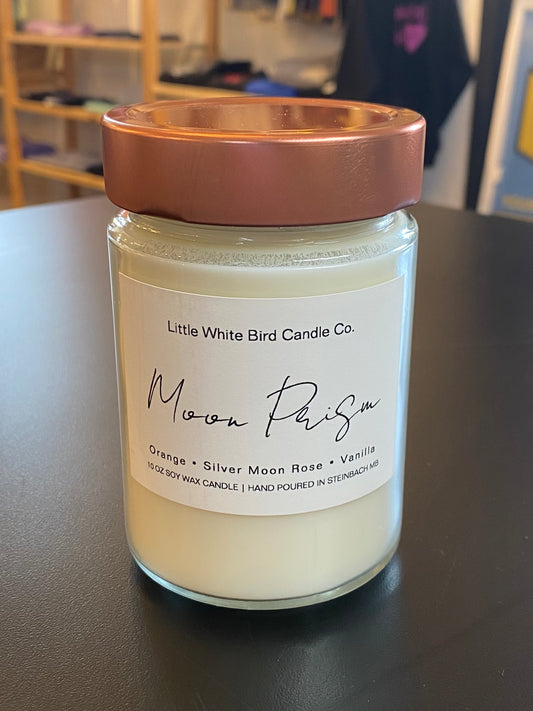 Little White Bird Candle Co.
Moon Prism
Orange • Silver Moon Rose • Vanilla
10 OZ SOY WAX CANDLE | HAND POURED IN STEINBACH MB